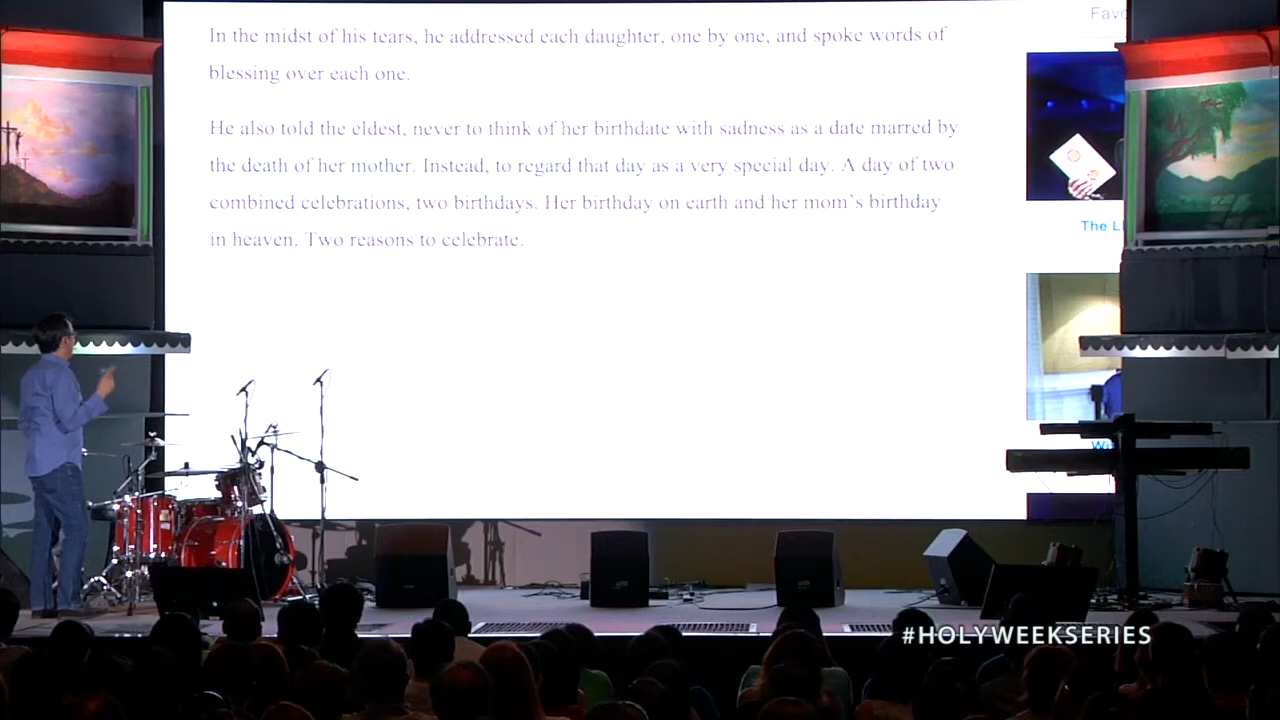 In the midst of his tears, he addressed each daughter, one by one, and spoke words of
blessing over each one.
He also told the eldest, never to think of her birthdate with sadness as a date marred by
the death of her mother. Instead, to regard that day as a very special day. A day of two
combined celebrations, two birthdays. Her birthday on earth and her mom's birthday
in heaven. Two reasons to celebrate.
Favo
The L
Wi
#HOLYWEEKSERIES